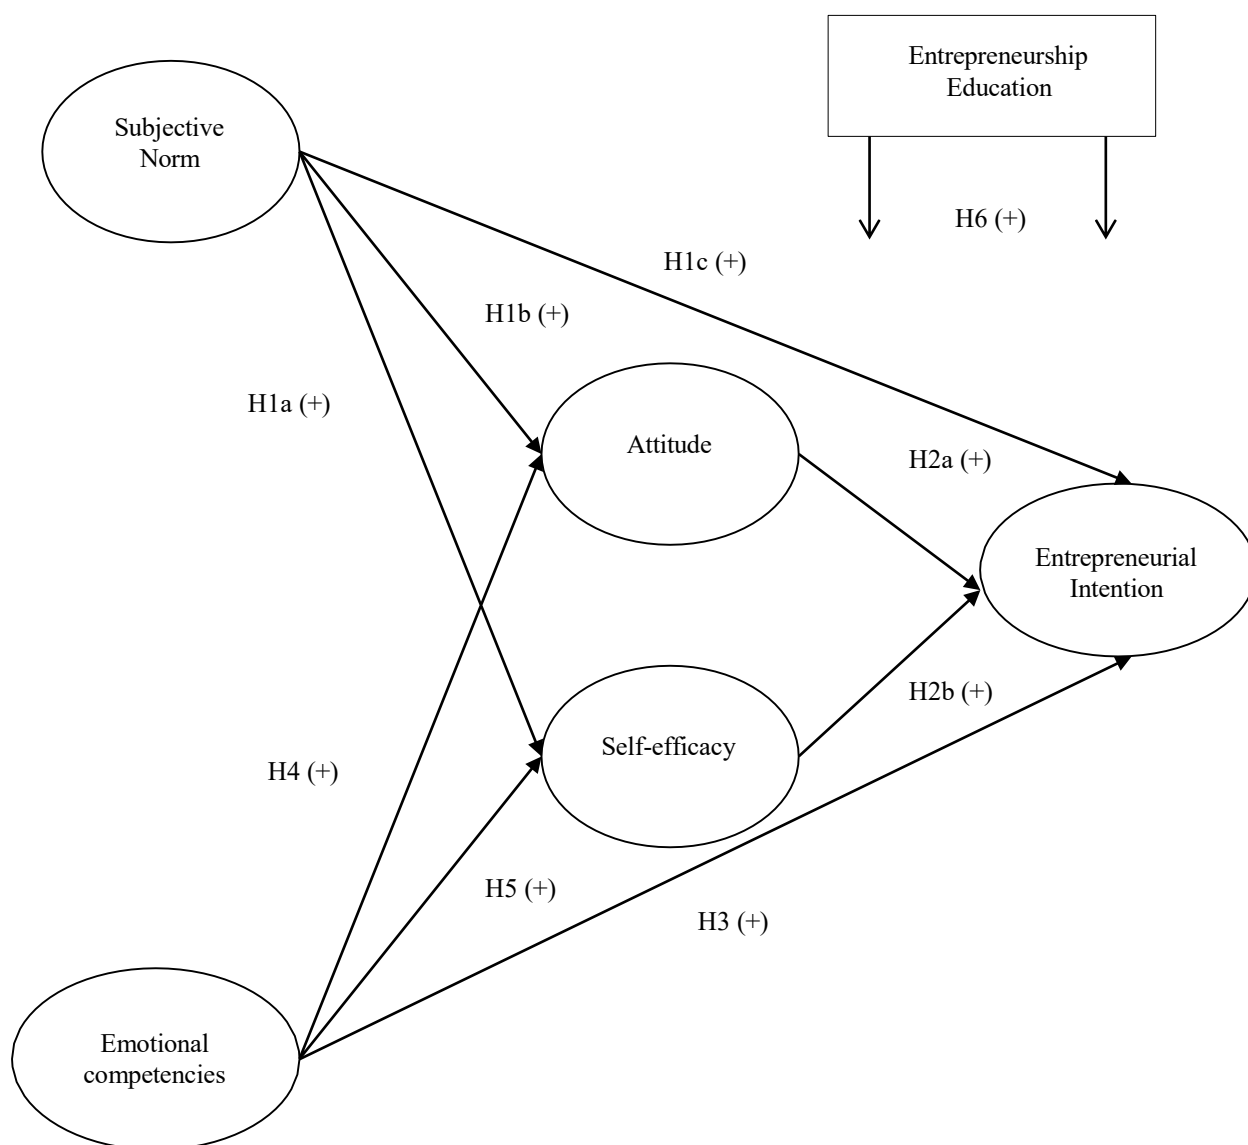 Entrepreneurship
Education
Subjective
Norm
H6 (+)
H1c (+)
H1b (+)
H1a (+)
Attitude
H2a (+)
Entrepreneurial
Intention
H2b (+)
Self-efficacy
H4 (+)
H5 (+)
H3 (+)
Emotional
competencies